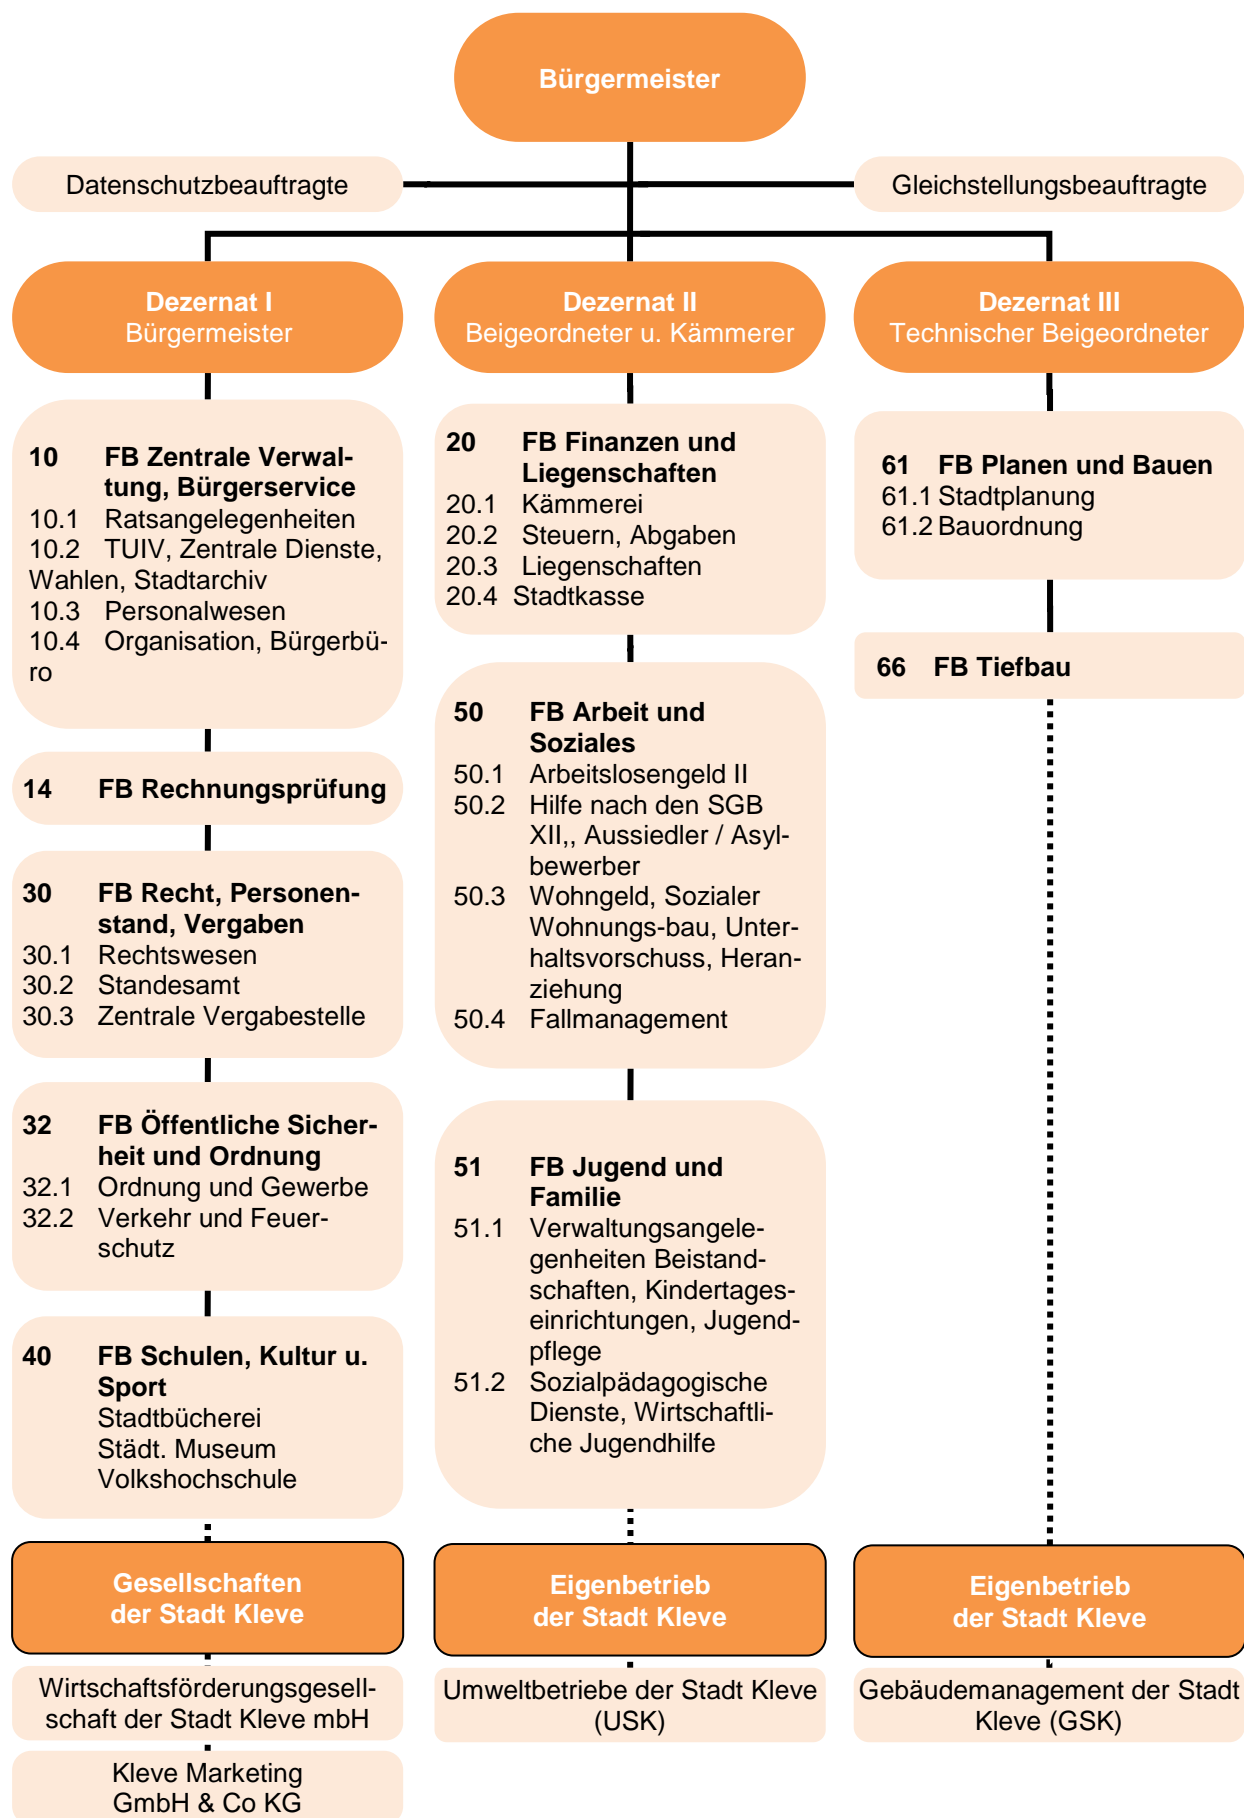 Bürgermeister
Datenschutzbeauftragte
Gleichstellungsbeauftragte
Dezernat I
Bürgermeister
Dezernat II
Beigeordneter u. Kämmerer
Dezernat III
Technischer Beigeordneter
10 FB Zentrale Verwal-
tung, Bürgerservice
10.1 Ratsangelegenheiten
10.2 TUIV, Zentrale Dienste,
Wahlen, Stadtarchiv
10.3 Personalwesen
10.4 Organisation, Bürgerbü-
ro
14 FB Rechnungsprüfung
30 FB Recht, Personen-
stand, Vergaben
30.1 Rechtswesen
30.2 Standesamt
30.3 Zentrale Vergabestelle
32 FB Öffentliche Sicher-
heit und Ordnung
32.1 Ordnung und Gewerbe
32.2 Verkehr und Feuer-
schutz
40 FB Schulen, Kultur u.
Sport
Stadtbücherei
Städt. Museum
Volkshochschule
Gesellschaften
der Stadt Kleve
Wirtschaftsförderungsgesell-
schaft der Stadt Kleve mbH
Kleve Marketing
GmbH & Co KG
20 FB Finanzen und
Liegenschaften
20.1 Kämmerei
20.2 Steuern, Abgaben
20.3 Liegenschaften
20.4 Stadtkasse
50 FB Arbeit und
Soziales
50.1 Arbeitslosengeld II
50.2 Hilfe nach den SGB
XII,, Aussiedler / Asyl-
bewerber
50.3 Wohngeld, Sozialer
Wohnungs-bau, Unter-
haltsvorschuss, Heran-
ziehung
50.4 Fallmanagement
51 FB Jugend und
Familie
51.1 Verwaltungsangele-
genheiten Beistand-
schaften, Kindertages-
einrichtungen, Jugend-
pflege
51.2 Sozialpädagogische
Dienste, Wirtschaftli-
che Jugendhilfe
Eigenbetrieb
der Stadt Kleve
Umweltbetriebe der Stadt Kleve
(USK)
61 FB Planen und Bauen
61.1 Stadtplanung
61.2 Bauordnung
66 FB Tiefbau
Eigenbetrieb
der Stadt Kleve
Gebäudemanagement der Stadt
Kleve (GSK)